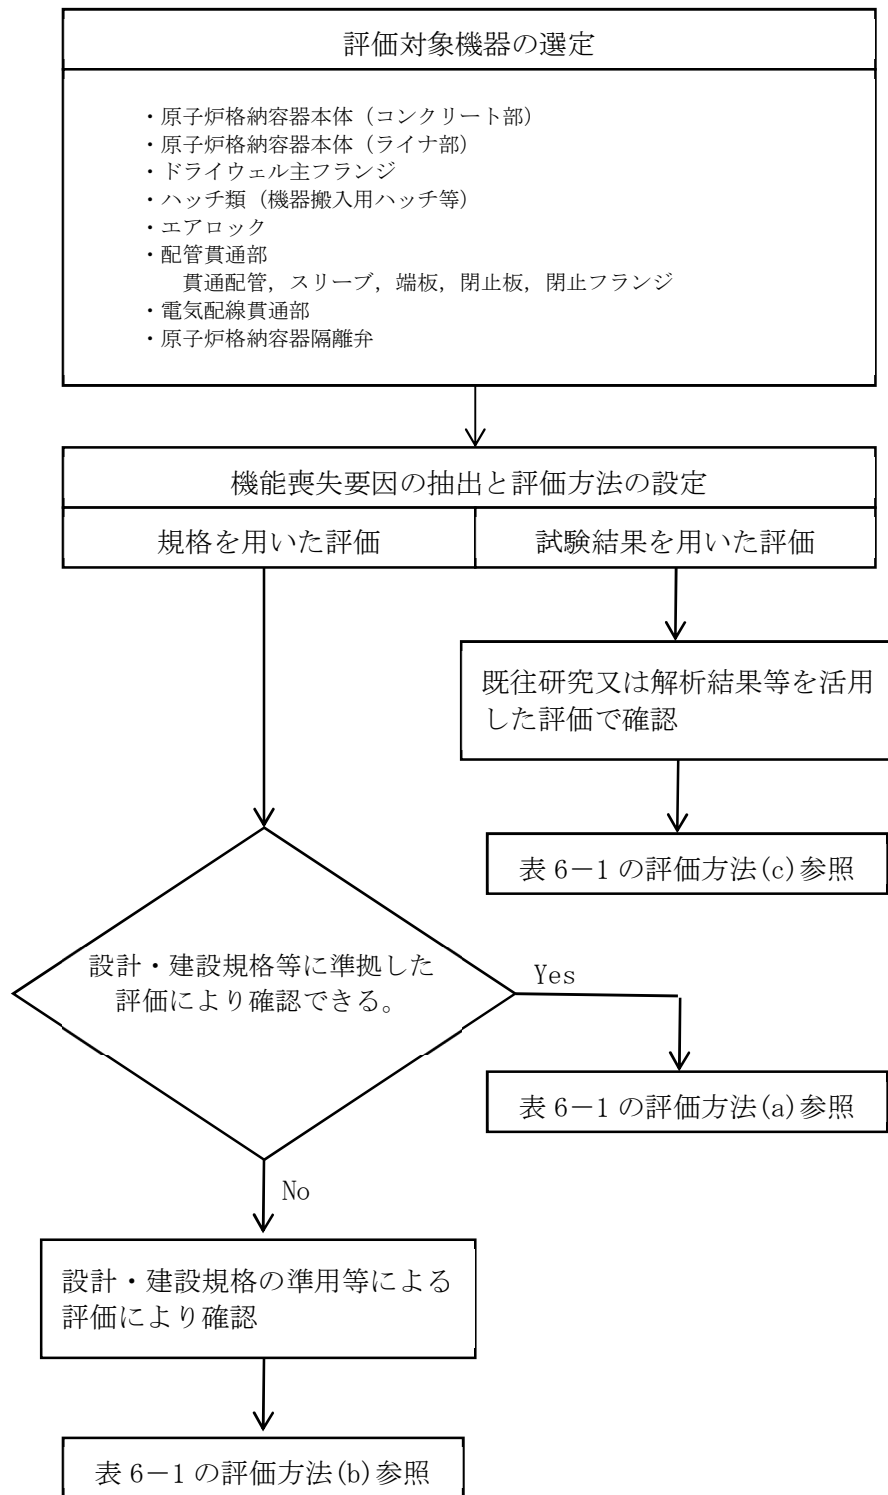 評価対象機器の選定
・原子炉格納容器本体（コンクリート部）
・原子炉格納容器本体（ライナ部）
・ドライウェル主フランジ
・ハッチ類（機器搬入用ハッチ等）
・エアロック
・配管貫通部
貫通配管，スリーブ，端板，閉止板，閉止フランジ
・電気配線貫通部
・原子炉格納容器隔離弁
機能喪失要因の抽出と評価方法の設定
規格を用いた評価
試験結果を用いた評価
既往研究又は解析結果等を活用
した評価で確認
表 6－1 の評価方法(c)参照
設計・建設規格等に準拠した
評価により確認できる。
Yes
表 6－1 の評価方法(a)参照
No
設計・建設規格の準用等による
評価により確認
表 6－1 の評価方法(b)参照